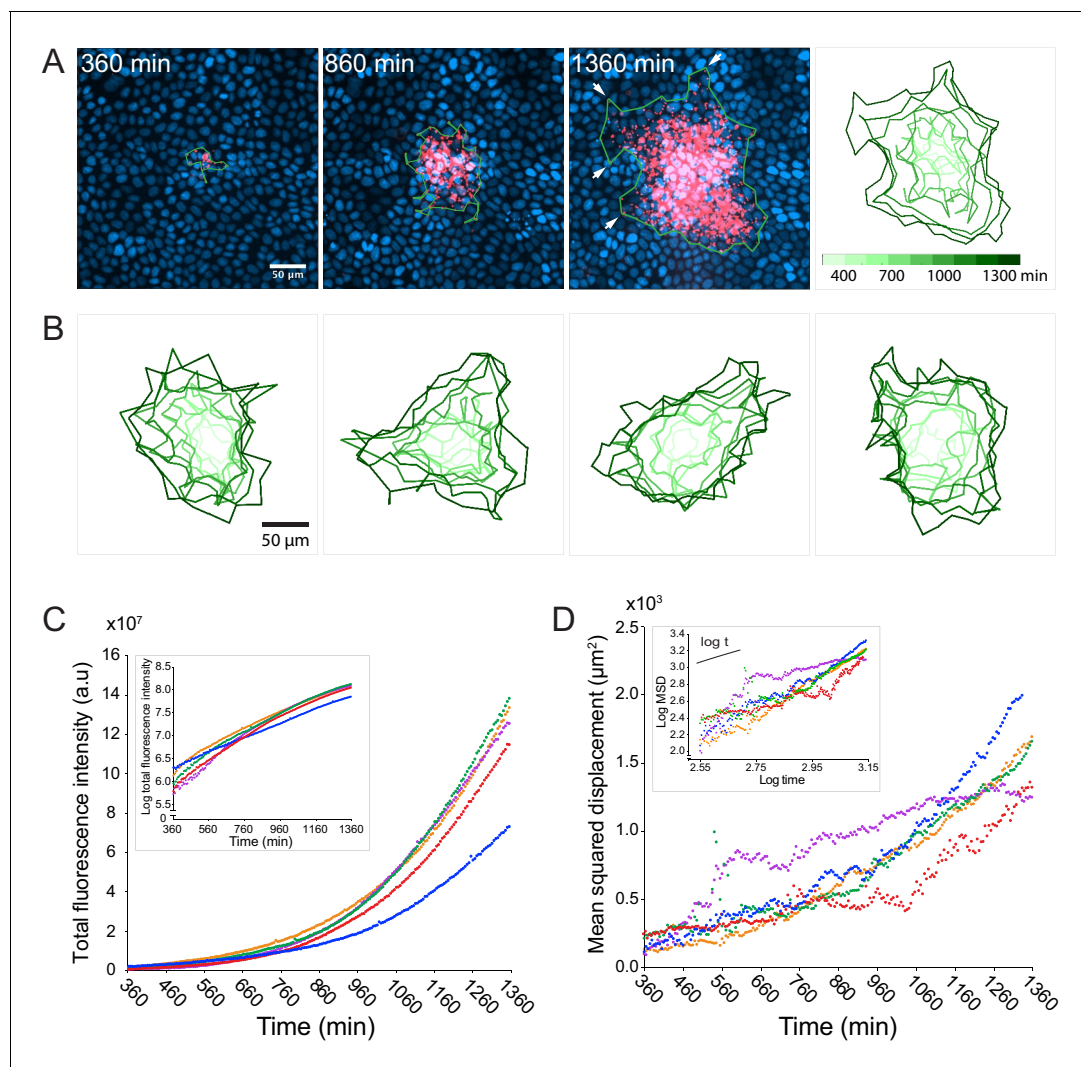 A
360 min
860 min
1360 min
50 µm
400 700 1000 1300 min
B
50 µm
C
x10⁷
Total fluorescence intensity (a.u)
16
14
12
10
8
6
4
2
0
360 460 560 660 760 860 960 1060 1160 1260 1360
Time (min)
Log total fluorescence intensity
8.5
8.0
7.5
7.0
6.5
6.0
5.5
0
360 560 760 960 1160 1360
Time (min)
D
x10³
Mean squared displacement (µm²)
2.5
2.0
1.5
1.0
0.5
0.0
360 460 560 660 760 860 960 1060 1160 1260 1360
Time (min)
log t
Log MSD
3.4
3.0
2.6
2.4
2.2
2.0
2.55 2.75 2.95 3.15
Log time